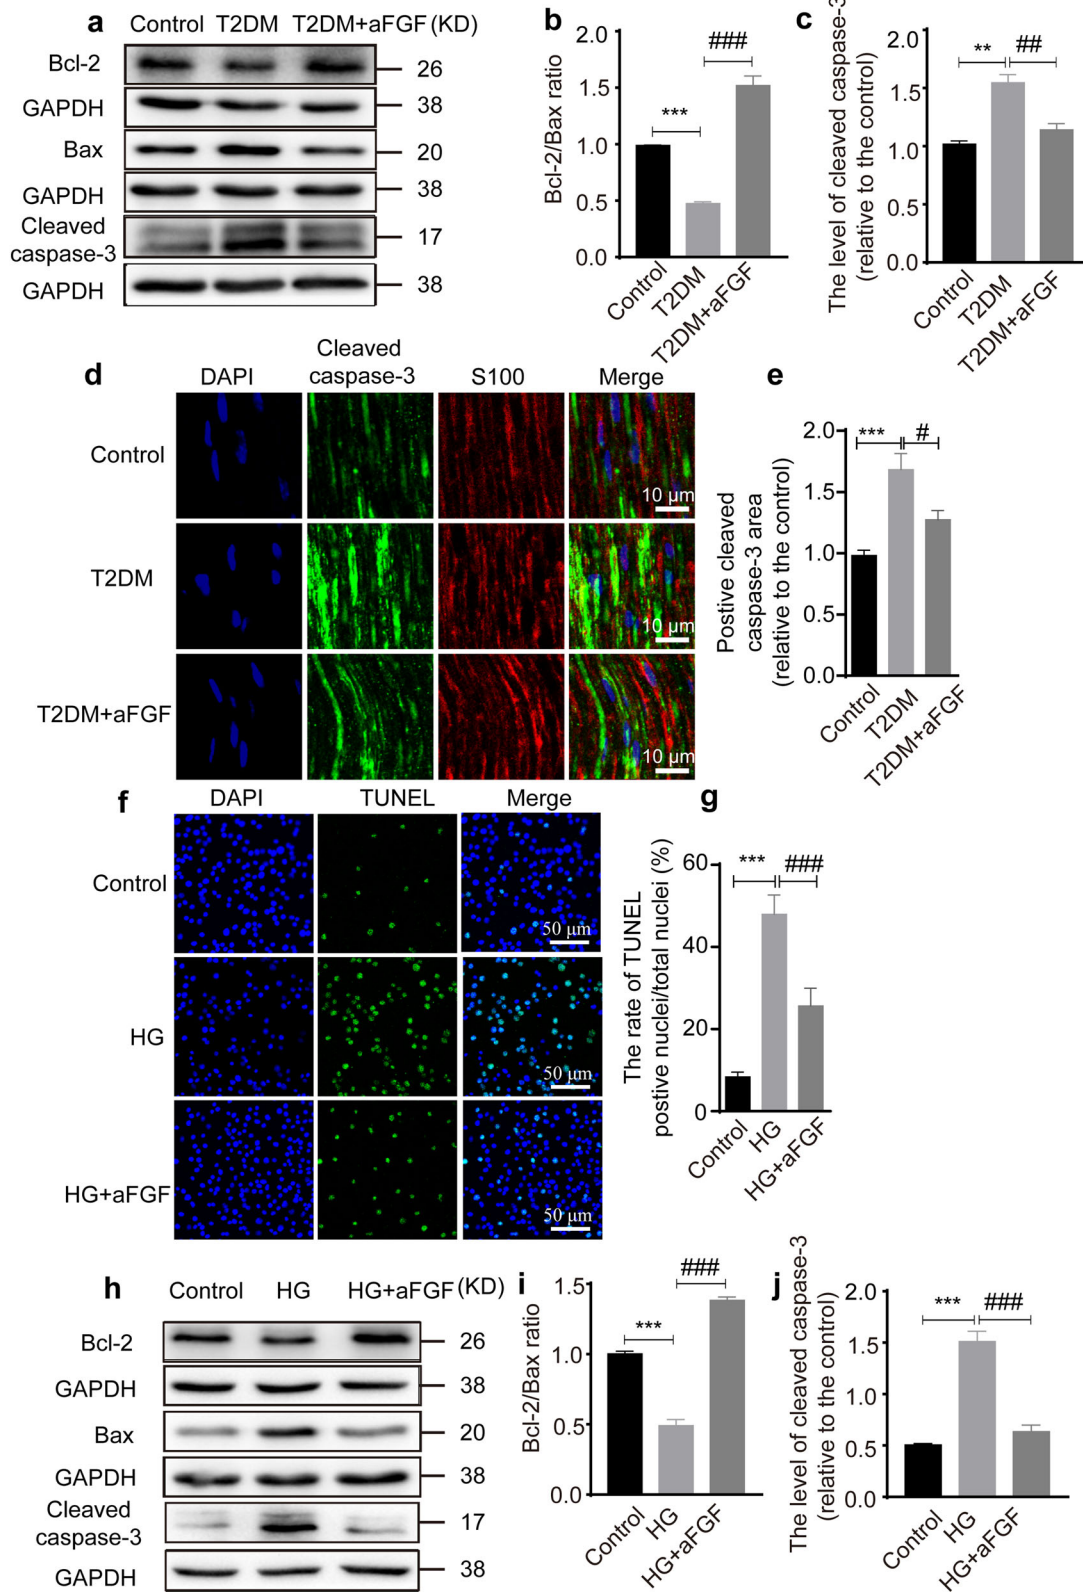 a
Control T2DM T2DM+aFGF (KD)
Bcl-2
26
GAPDH
38
Bax
20
GAPDH
38
Cleaved
caspase-3
17
GAPDH
38
b
Bcl-2/Bax ratio
2.0
1.5
1.0
0.5
0.0
***
###
Control
T2DM
T2DM+aFGF
c
The level of cleaved caspase-3
(relative to the control)
2.0
1.5
1.0
0.5
0.0
**
##
Control
T2DM
T2DM+aFGF
d
DAPI
Cleaved
caspase-3
S100
Merge
Control
10 μm
T2DM
10 μm
T2DM+aFGF
10 μm
e
Postive cleaved
caspase-3 area
(relative to the control)
2.0
1.5
1.0
0.5
0.0
***
#
Control
T2DM
T2DM+aFGF
f
DAPI
TUNEL
Merge
Control
50 μm
HG
50 μm
HG+aFGF
50 μm
g
The rate of TUNEL
postive nuclei/total nuclei (%)
60
40
20
0
***
###
Control
HG
HG+aFGF
h
Control HG HG+aFGF (KD)
Bcl-2
26
GAPDH
38
Bax
20
GAPDH
38
Cleaved
caspase-3
17
GAPDH
38
i
Bcl-2/Bax ratio
1.5
1.0
0.5
0.0
***
###
Control
HG
HG+aFGF
j
The level of cleaved caspase-3
(relative to the control)
2.0
1.5
1.0
0.5
0.0
***
###
Control
HG
HG+aFGF